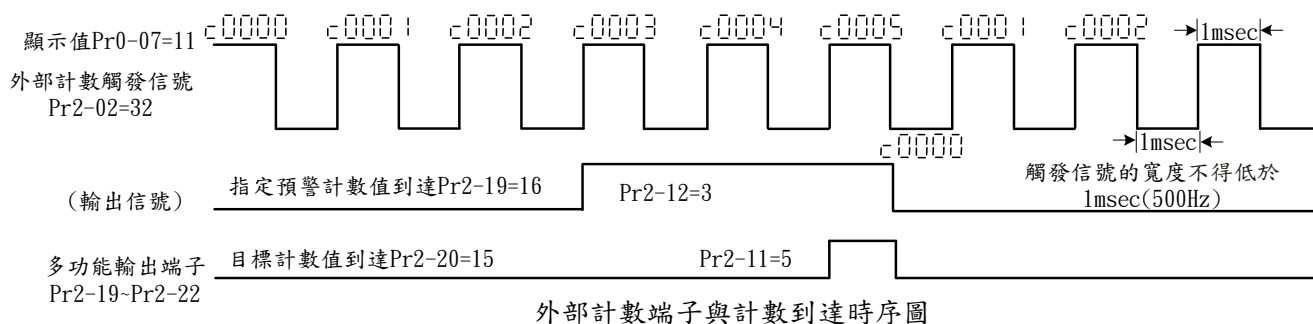 c0000 c0001 c0002 c0003 c0004 c0005 c0001 c0002
顯示值Pr0-07=11
1msec
外部計數觸發信號
Pr2-02=32
c0000
1msec
觸發信號的寬度不得低於
1msec(500Hz)
(輸出信號)
指定預警計數值到達Pr2-19=16
Pr2-12=3
多功能輸出端子
Pr2-19~Pr2-22
目標計數值到達Pr2-20=15
Pr2-11=5
外部計數端子與計數到達時序圖